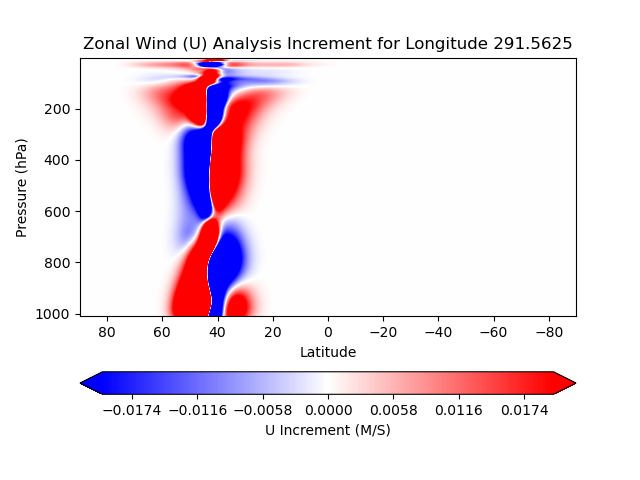 Zonal Wind (U) Analysis Increment for Longitude 291.5625
Pressure (hPa)
200
400
600
800
1000
80 60 40 20 0 −20 −40 −60 −80
Latitude
−0.0174 −0.0116 −0.0058 0.0000 0.0058 0.0116 0.0174
U Increment (M/S)